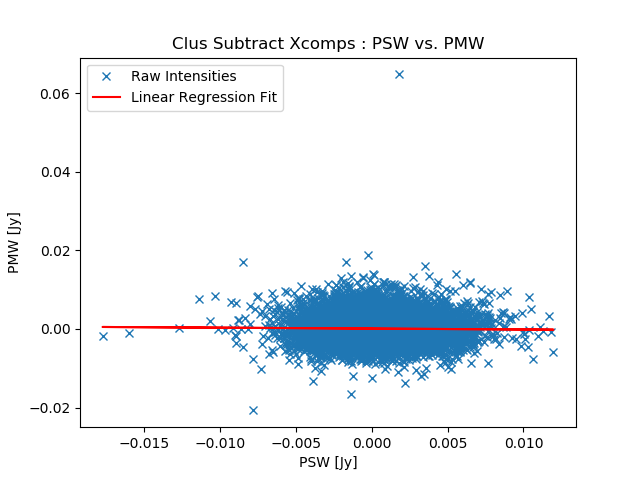 Clus Subtract Xcomps : PSW vs. PMW
Raw Intensities
Linear Regression Fit
PMW [Jy]
0.06
0.04
0.02
0.00
−0.02
−0.015
−0.010
−0.005
0.000
0.005
0.010
PSW [Jy]